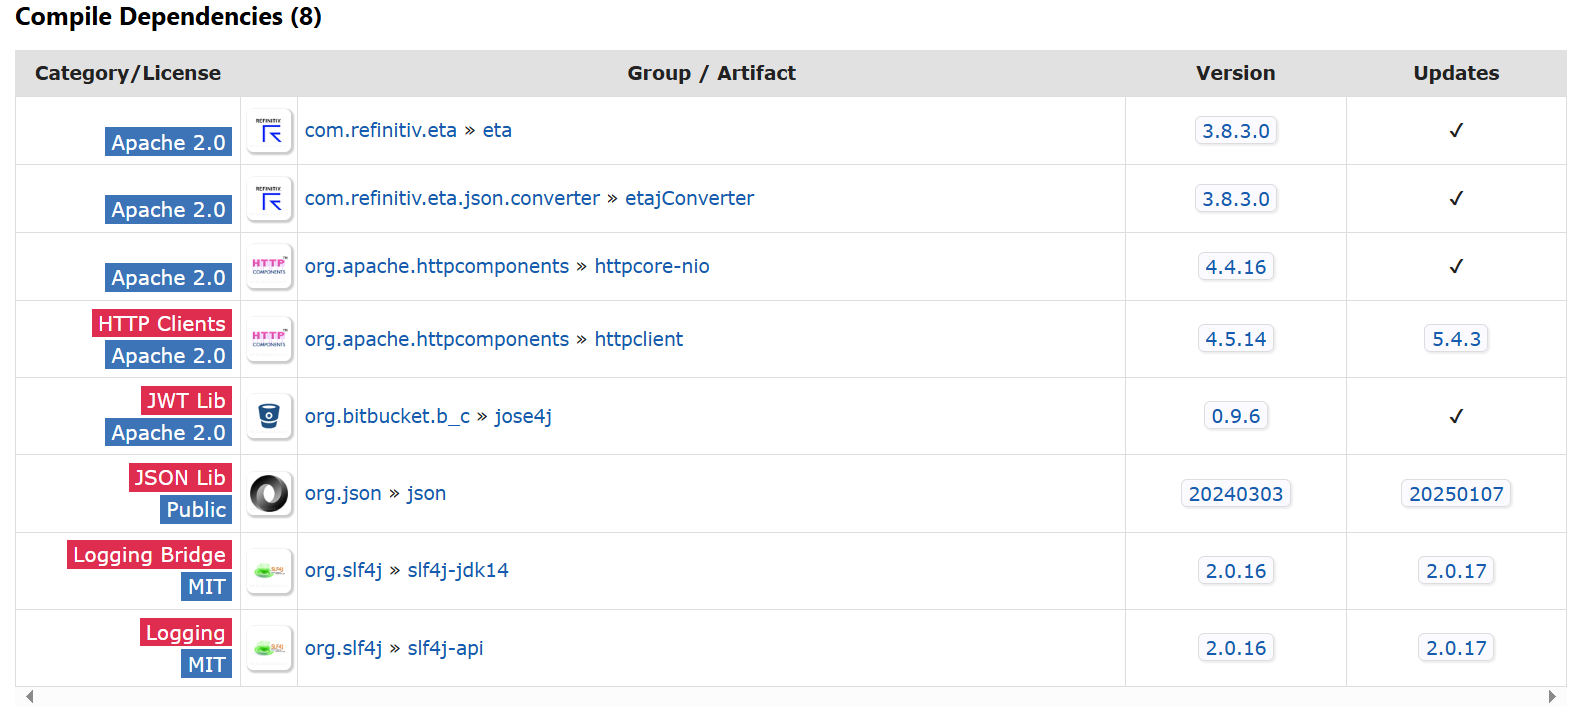 Compile Dependencies (8)
Category/License Group / Artifact Version Updates
Apache 2.0 REFINITIV com.refinitiv.eta » eta 3.8.3.0 ✓
Apache 2.0 REFINITIV com.refinitiv.eta.json.converter » etajConverter 3.8.3.0 ✓
Apache 2.0 HTTP COMPONENTS org.apache.httpcomponents » httpcore-nio 4.4.16 ✓
HTTP Clients
Apache 2.0 HTTP COMPONENTS org.apache.httpcomponents » httpclient 4.5.14 5.4.3
JWT Lib
Apache 2.0 org.bitbucket.b_c » jose4j 0.9.6 ✓
JSON Lib
Public org.json » json 20240303 20250107
Logging Bridge
MIT SLF4J org.slf4j » slf4j-jdk14 2.0.16 2.0.17
Logging
MIT SLF4J org.slf4j » slf4j-api 2.0.16 2.0.17